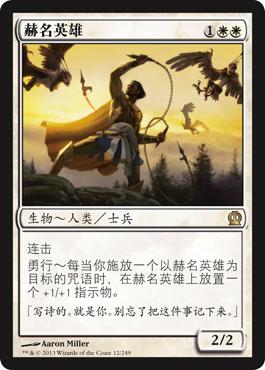 赫名英雄 1
生物～人类／士兵
连击
勇行～每当你施放一个以赫名英雄为
目标的咒语时，在赫名英雄上放置一
个 +1/+1 指示物。
「写诗的。就是你。别忘了把这件事记下来。」
Aaron Miller
™ & © 2013 Wizards of the Coast 12/249
2/2